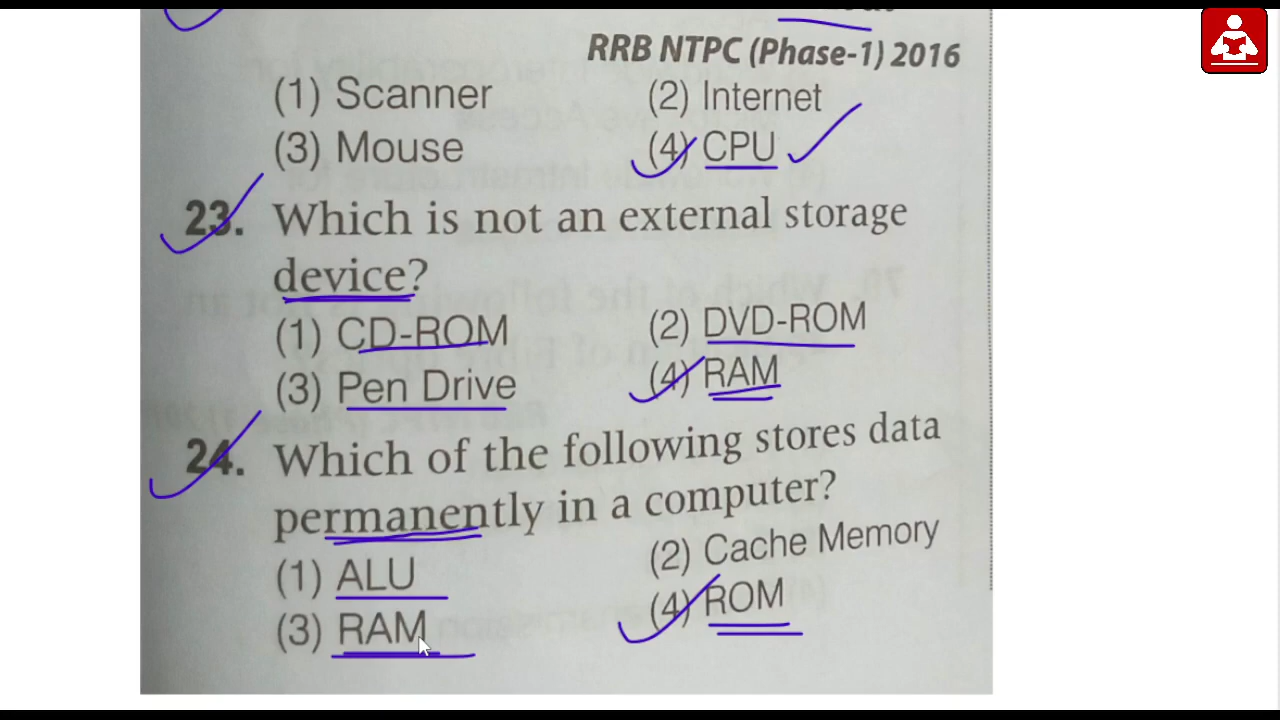 RRB NTPC (Phase-1) 2016
(1) Scanner (2) Internet
(3) Mouse (4) CPU
23. Which is not an external storage
device?
(1) CD-ROM (2) DVD-ROM
(3) Pen Drive (4) RAM
24. Which of the following stores data
permanently in a computer?
(1) ALU (2) Cache Memory
(3) RAM (4) ROM